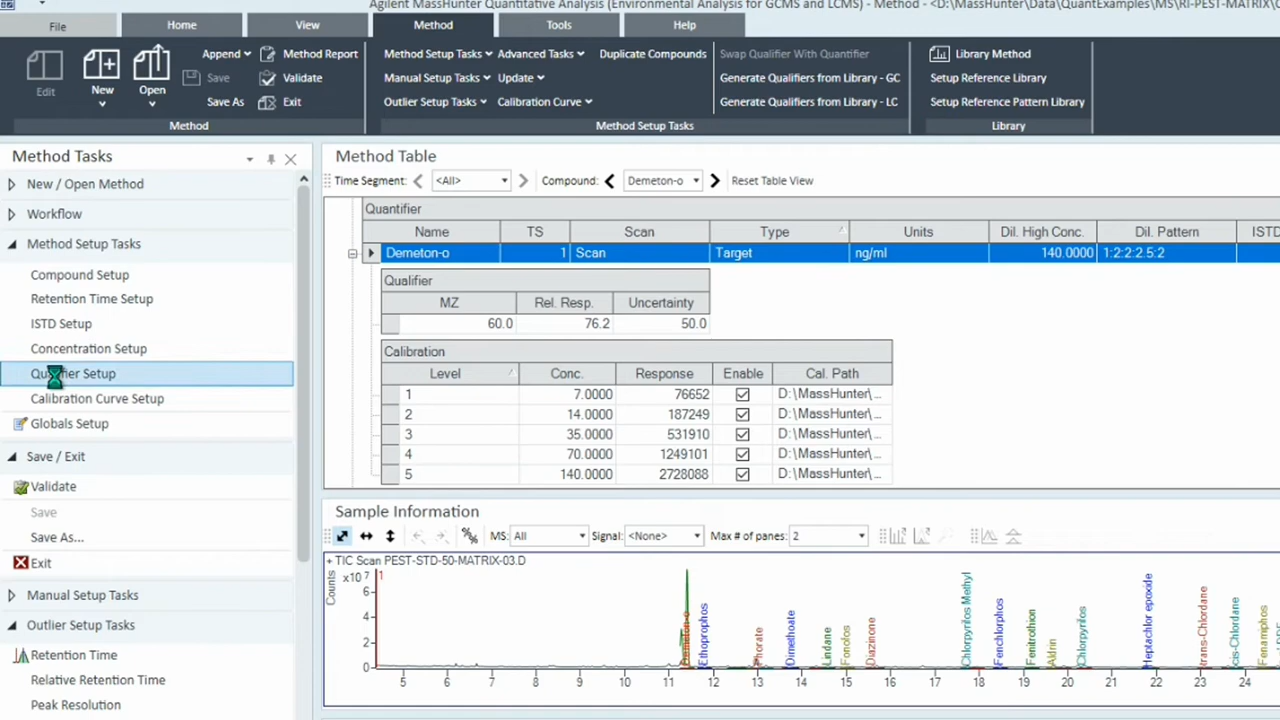 Agilent MassHunter Quantitative Analysis (Environmental Analysis for GCMS and LCMS) - Method - <D:\MassHunter\Data\QuantExamples\MS\RI-PEST-MATRIX\
File Home View Method Tools Help
Edit
New
Open
Append
Save
Save As
Method Report
Validate
Exit
Method
Method Setup Tasks Advanced Tasks Duplicate Compounds
Manual Setup Tasks Update
Outlier Setup Tasks Calibration Curve
Swap Qualifier With Quantifier
Generate Qualifiers from Library - GC
Generate Qualifiers from Library - LC
Method Setup Tasks
Library Method
Setup Reference Library
Setup Reference Pattern Library
Library
Method Tasks
New / Open Method
Workflow
Method Setup Tasks
Compound Setup
Retention Time Setup
ISTD Setup
Concentration Setup
Qualifier Setup
Calibration Curve Setup
Globals Setup
Save / Exit
Validate
Save
Save As...
Exit
Manual Setup Tasks
Outlier Setup Tasks
Retention Time
Relative Retention Time
Peak Resolution
Method Table
Time Segment: <All> Compound: Demeton-o Reset Table View
Quantifier
Name TS Scan Type Units Dil. High Conc. Dil. Pattern ISTD
Demeton-o 1 Scan Target ng/ml 140.0000 1:2:2:2.5:2
Qualifier
MZ Rel. Resp. Uncertainty
60.0 76.2 50.0
Calibration
Level Conc. Response Enable Cal. Path
1 7.0000 76652 D:\MassHunter\...
2 14.0000 187249 D:\MassHunter\...
3 35.0000 531910 D:\MassHunter\...
4 70.0000 1249101 D:\MassHunter\...
5 140.0000 2728088 D:\MassHunter\...
Sample Information
MS: All Signal: <None> Max # of panes: 2
+ TIC Scan PEST-STD-50-MATRIX-03.D
Counts
x10 7
1
6
4
2
0
Ethoprophos
Phorate
Dimethoate
Lindane
Fonofos
Diazinone
Chlorpyrilos Methyl
Fenchlorphos
Fenitrothion
Aldrin
Chlorpyrilos
Heptachlor epoxide
trans-Chlordane
cis-Chlordane
Fenamiphos
5 6 7 8 9 10 11 12 13 14 15 16 17 18 19 20 21 22 23 24